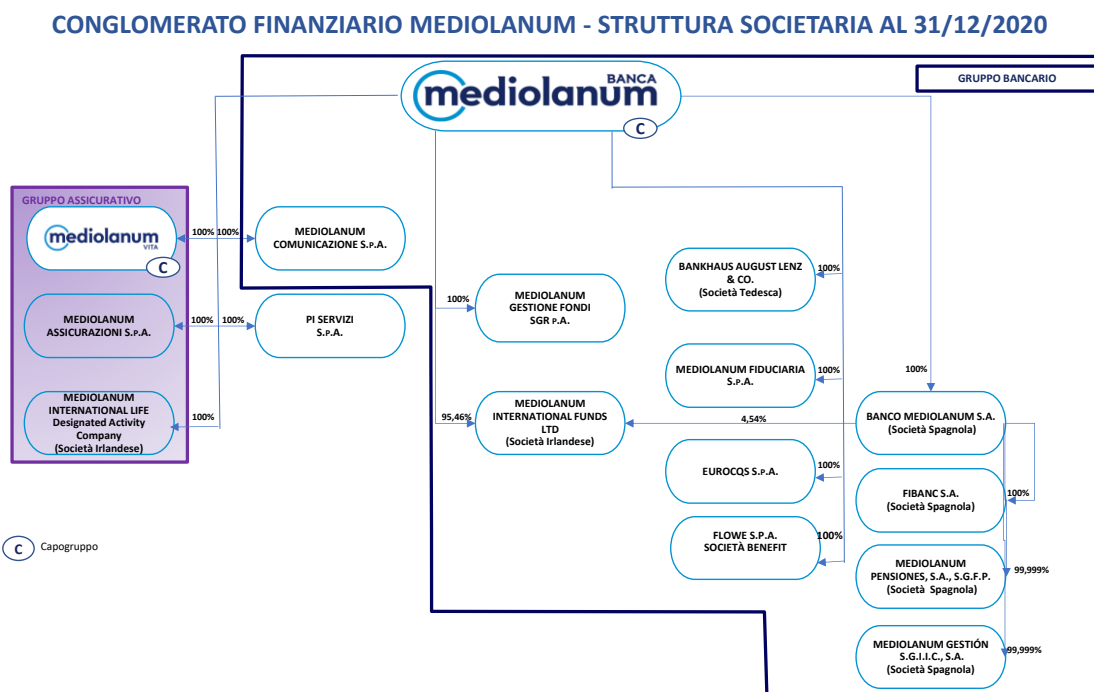 CONGLOMERATO FINANZIARIO MEDIOLANUM - STRUTTURA SOCIETARIA AL 31/12/2020
GRUPPO BANCARIO
BANCA
mediolanum
C
GRUPPO ASSICURATIVO
mediolanum
VITA
C
100%
100%
MEDIOLANUM
COMUNICAZIONE S.P.A.
MEDIOLANUM
ASSICURAZIONI S.P.A.
100%
100%
PI SERVIZI
S.P.A.
MEDIOLANUM
INTERNATIONAL LIFE
Designated Activity
Company
(Società Irlandese)
100%
100%
MEDIOLANUM
GESTIONE FONDI
SGR P.A.
95,46%
MEDIOLANUM
INTERNATIONAL FUNDS
LTD
(Società Irlandese)
4,54%
BANKHAUS AUGUST LENZ
& CO.
(Società Tedesca)
100%
MEDIOLANUM FIDUCIARIA
S.P.A.
100%
EUROCQS S.P.A.
100%
FLOWE S.P.A.
SOCIETÀ BENEFIT
100%
100%
BANCO MEDIOLANUM S.A.
(Società Spagnola)
FIBANC S.A.
(Società Spagnola)
100%
MEDIOLANUM
PENSIONES, S.A., S.G.F.P.
(Società Spagnola)
99,999%
MEDIOLANUM GESTIÓN
S.G.I.I.C., S.A.
(Società Spagnola)
99,999%
C
Capogruppo